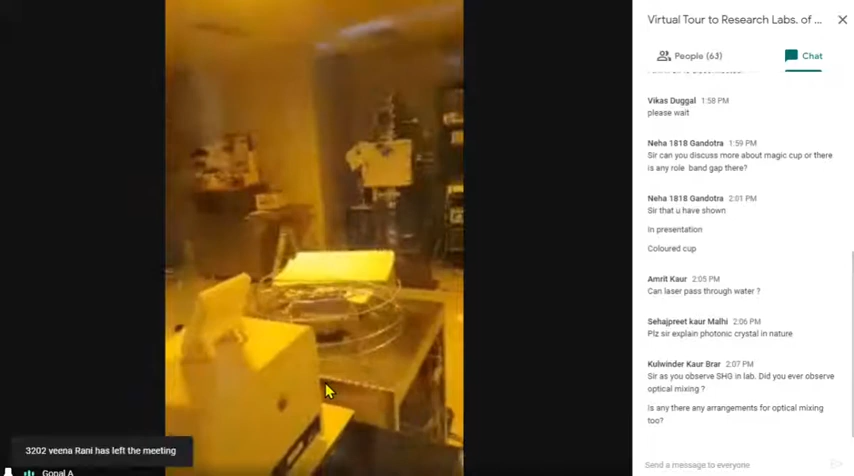 Virtual Tour to Research Labs. of ...
People (63)
Chat
Vikas Duggal 1:58 PM
please wait
Neha 1818 Gandotra 1:59 PM
Sir can you discuss more about magic cup or there
is any role band gap there?
Neha 1818 Gandotra 2:01 PM
Sir that u have shown
In presentation
Coloured cup
Amrit Kaur 2:05 PM
Can laser pass through water ?
Sehajpreet kaur Malhi 2:06 PM
Plz sir explain photonic crystal in nature
Kulwinder Kaur Brar 2:07 PM
Sir as you observe SHG in lab. Did you ever observe
optical mixing ?
Is any there any arrangements for optical mixing
too?
Send a message to everyone
3202 veena Rani has left the meeting
Gopal A